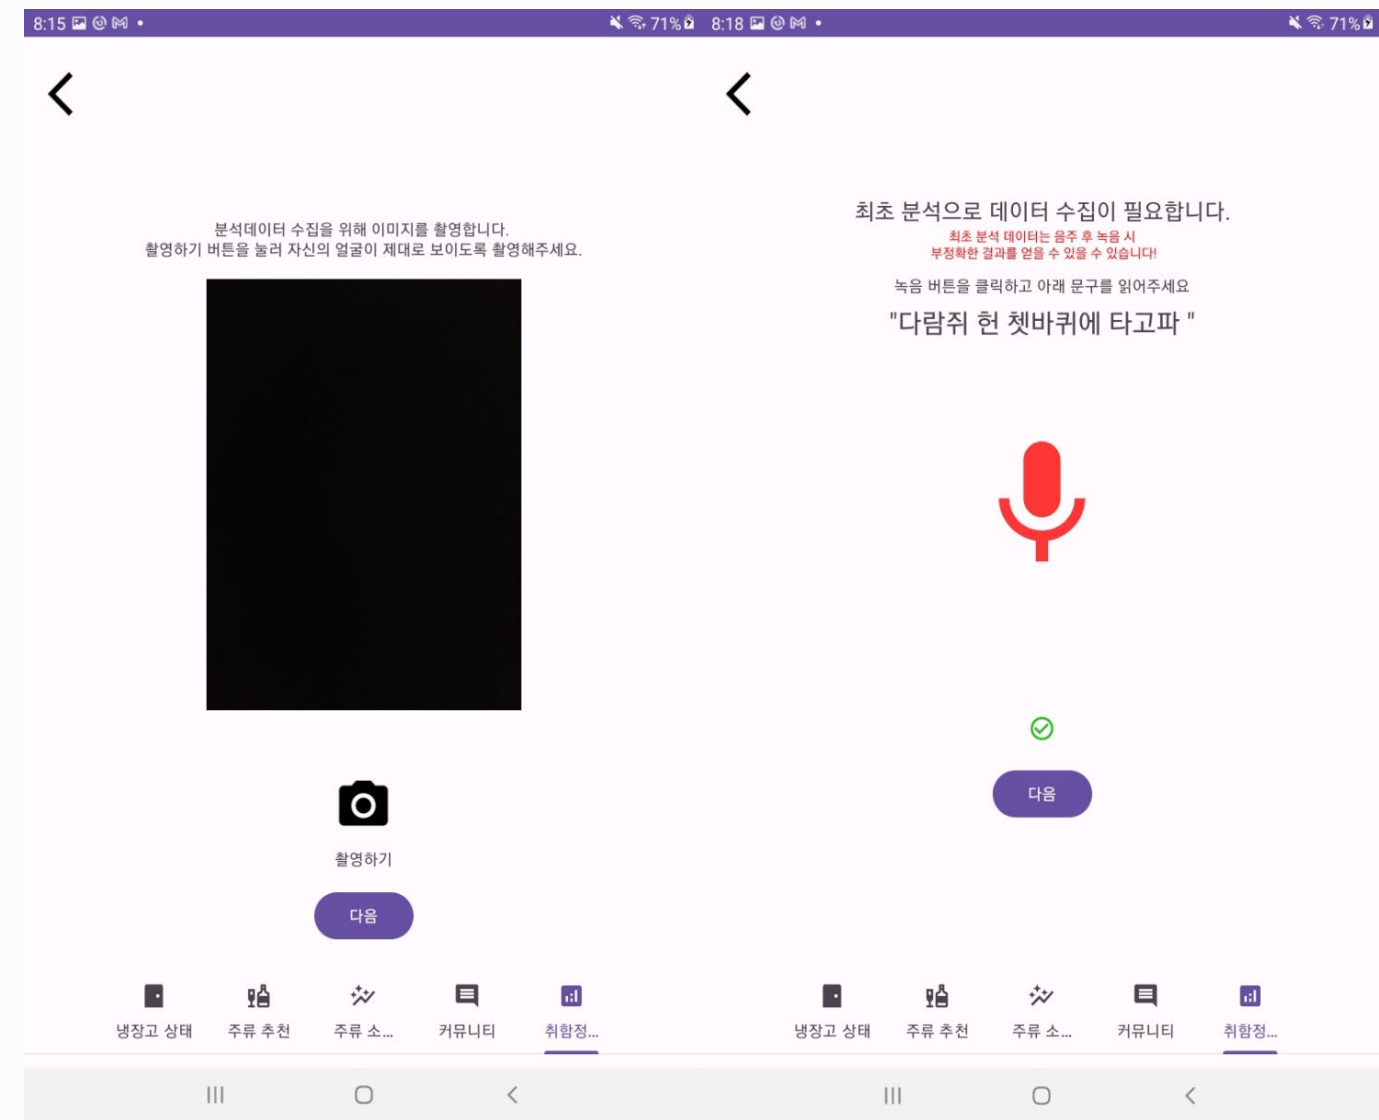 8:15
71%
분석데이터 수집을 위해 이미지를 촬영합니다.
촬영하기 버튼을 눌러 자신의 얼굴이 제대로 보이도록 촬영해주세요.
촬영하기
다음
냉장고 상태
주류 추천
주류 소...
커뮤니티
취함정...
8:18
71%
최초 분석으로 데이터 수집이 필요합니다.
최초 분석 데이터는 음주 후 녹음 시
부정확한 결과를 얻을 수 있을 수 있습니다!
녹음 버튼을 클릭하고 아래 문구를 읽어주세요
"다람쥐 헌 쳇바퀴에 타고파 "
다음
냉장고 상태
주류 추천
주류 소...
커뮤니티
취함정...